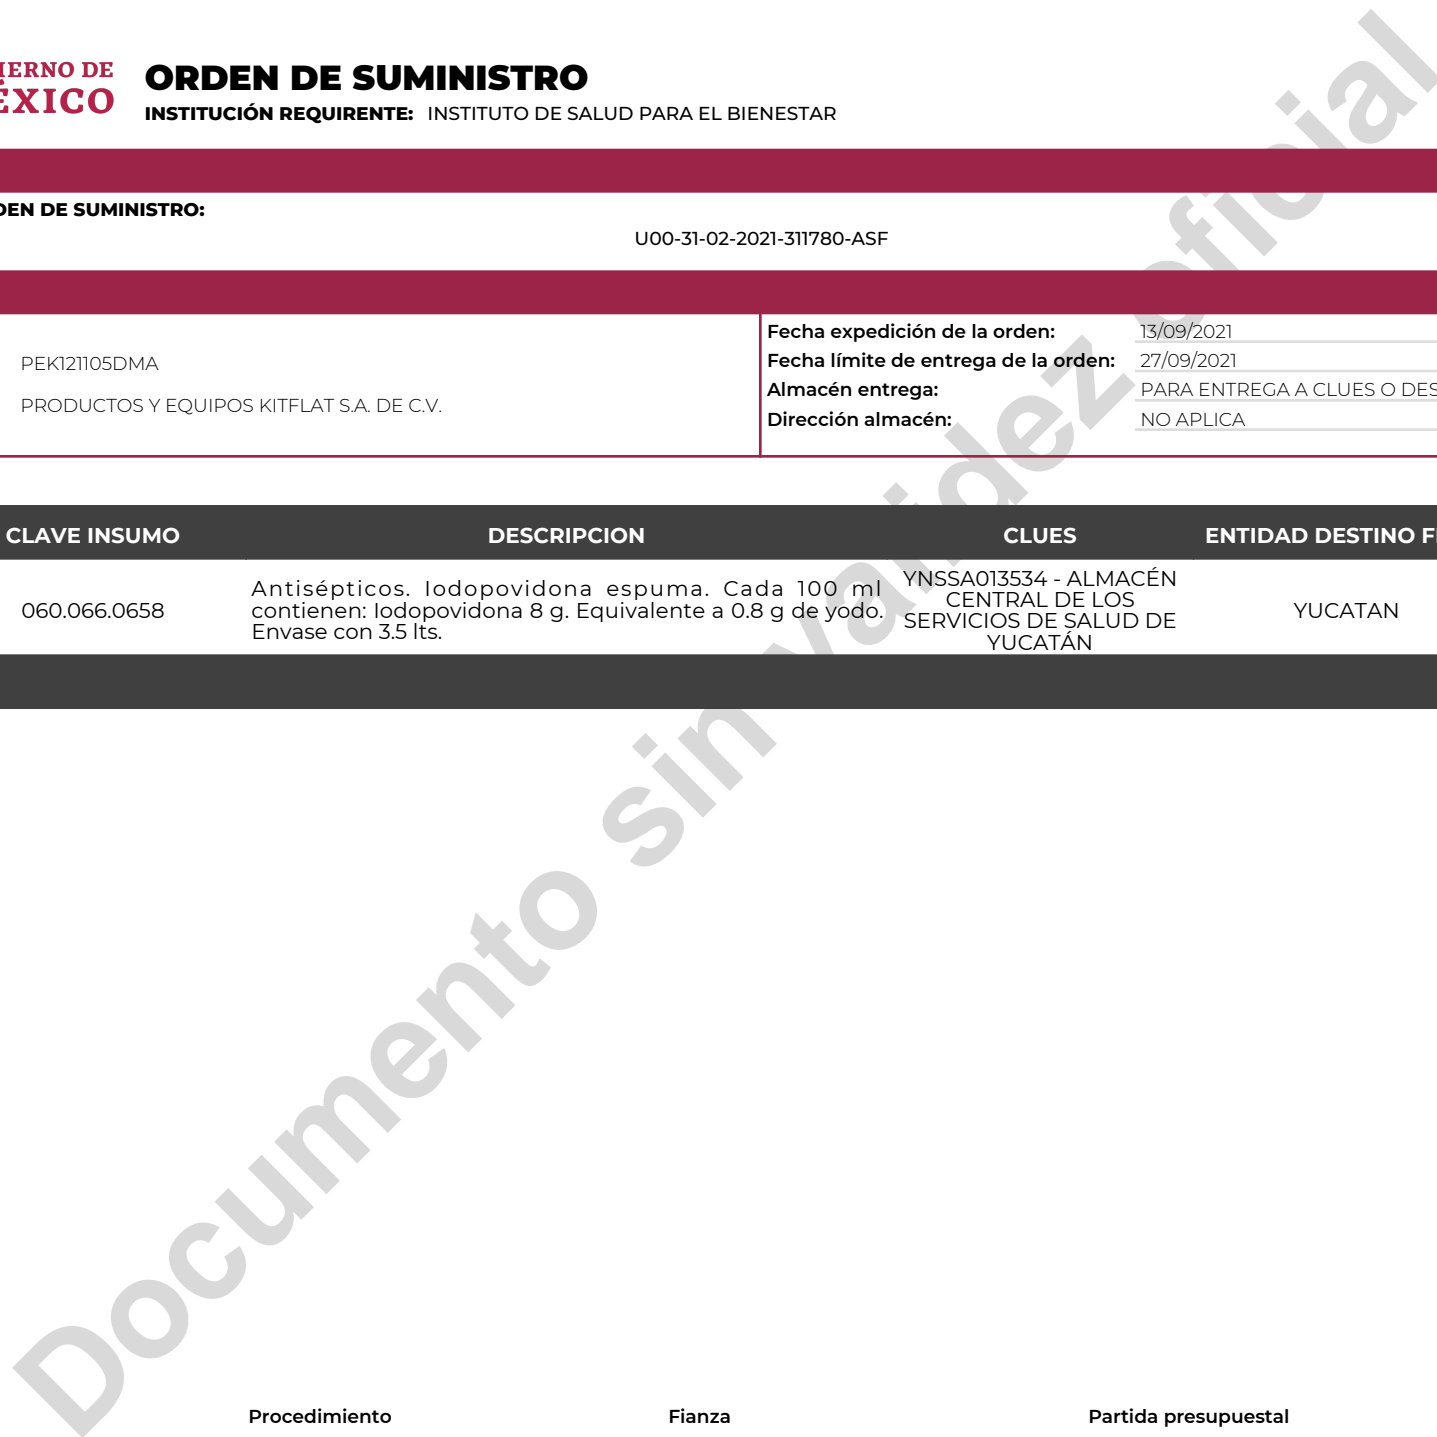 IERNO DE
ÉXICO
ORDEN DE SUMINISTRO
INSTITUCIÓN REQUIRENTE: INSTITUTO DE SALUD PARA EL BIENESTAR
DEN DE SUMINISTRO:
U00-31-02-2021-311780-ASF
PEK121105DMA
PRODUCTOS Y EQUIPOS KITFLAT S.A. DE C.V.
Fecha expedición de la orden: 13/09/2021
Fecha límite de entrega de la orden: 27/09/2021
Almacén entrega: PARA ENTREGA A CLUES O DES
Dirección almacén: NO APLICA
CLAVE INSUMO DESCRIPCION CLUES ENTIDAD DESTINO F
060.066.0658
Antisépticos. Iodopovidona espuma. Cada 100 ml
contienen: Iodopovidona 8 g. Equivalente a 0.8 g de yodo.
Envase con 3.5 lts.
YNSSA013534 - ALMACÉN
CENTRAL DE LOS
SERVICIOS DE SALUD DE
YUCATÁN
YUCATAN
Documento sin validez oficial
Procedimiento Fianza Partida presupuestal